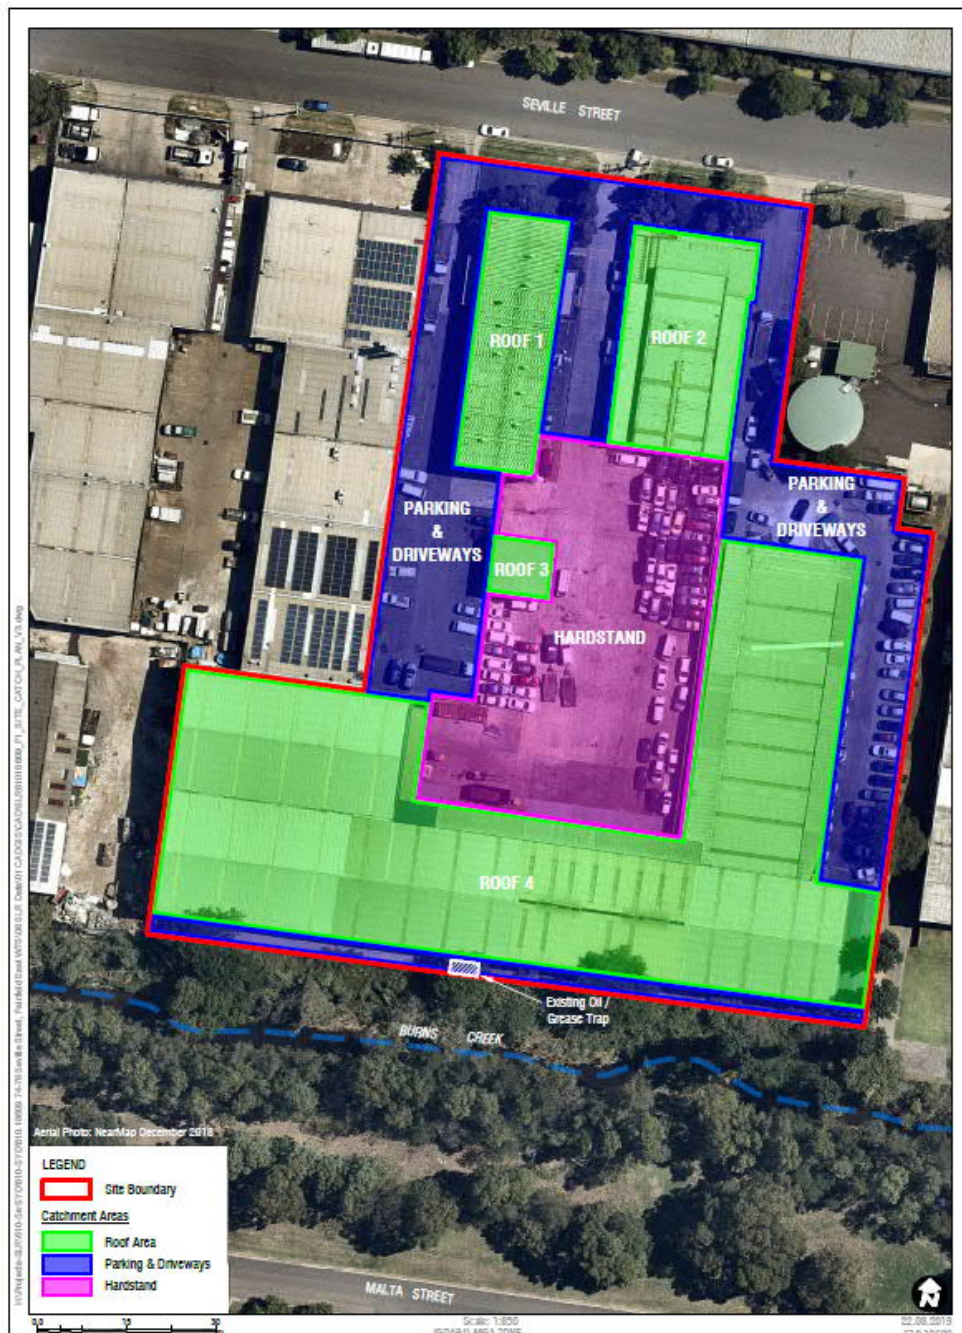 SEVILLE STREET
ROOF 1
ROOF 2
PARKING
&
DRIVEWAYS
PARKING
&
DRIVEWAYS
ROOF 3
HARDSTAND
ROOF 4
Existing Oil /
Grease Trap
BURNS CREEK
Aerial Photo: NearMap December 2018
LEGEND
Site Boundary
Catchment Areas
Roof Area
Parking & Driveways
Hardstand
MALTA STREET
N
Scale: 1:850
22.08.2019